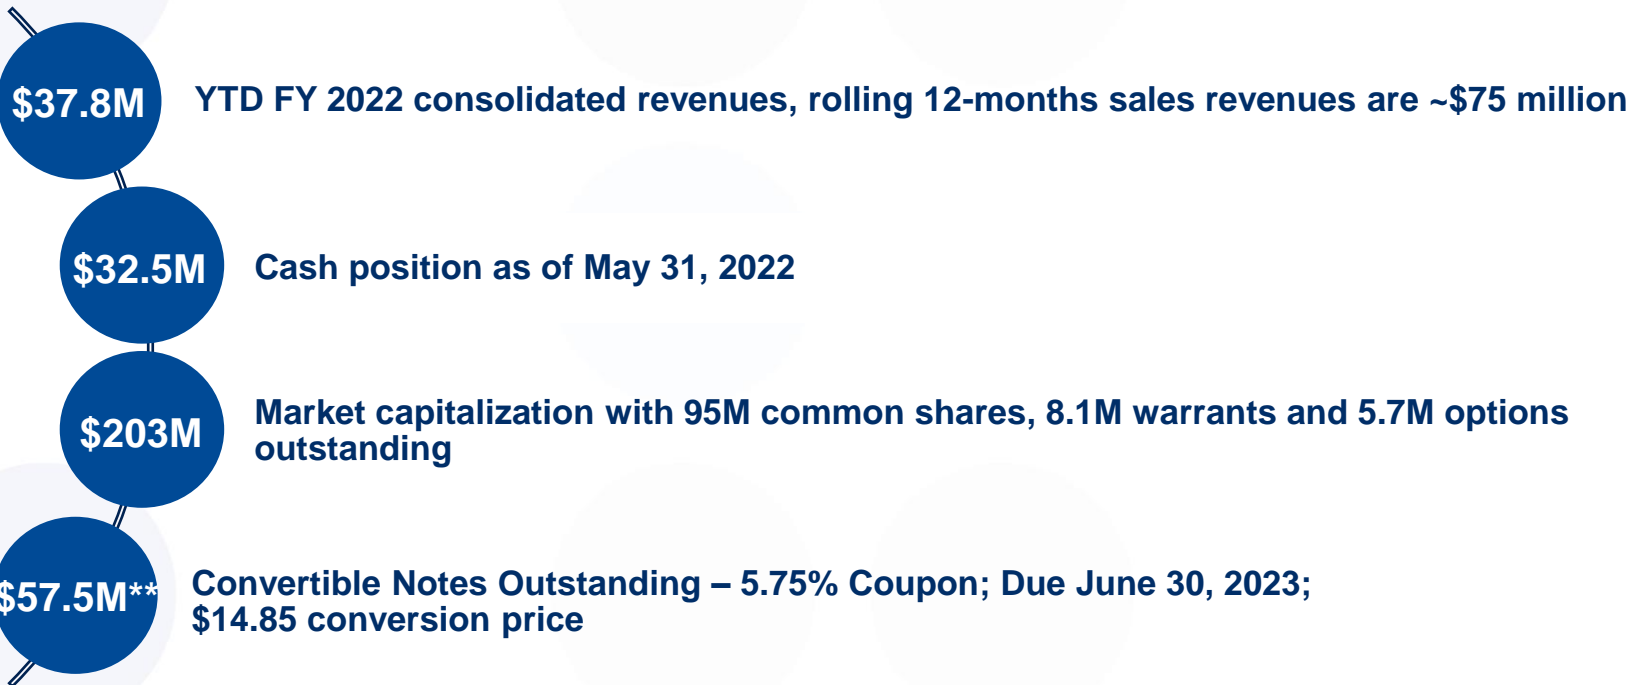 $37.8M
YTD FY 2022 consolidated revenues, rolling 12-months sales revenues are ~$75 million
$32.5M
Cash position as of May 31, 2022
$203M
Market capitalization with 95M common shares, 8.1M warrants and 5.7M options
outstanding
$57.5M**
Convertible Notes Outstanding – 5.75% Coupon; Due June 30, 2023;
$14.85 conversion price